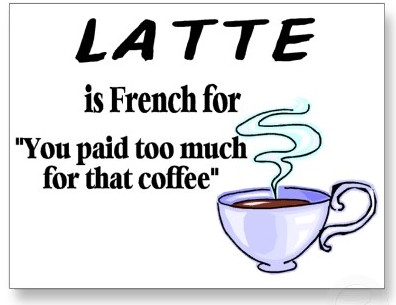 LATTE
is French for
"You paid too much
for that coffee"